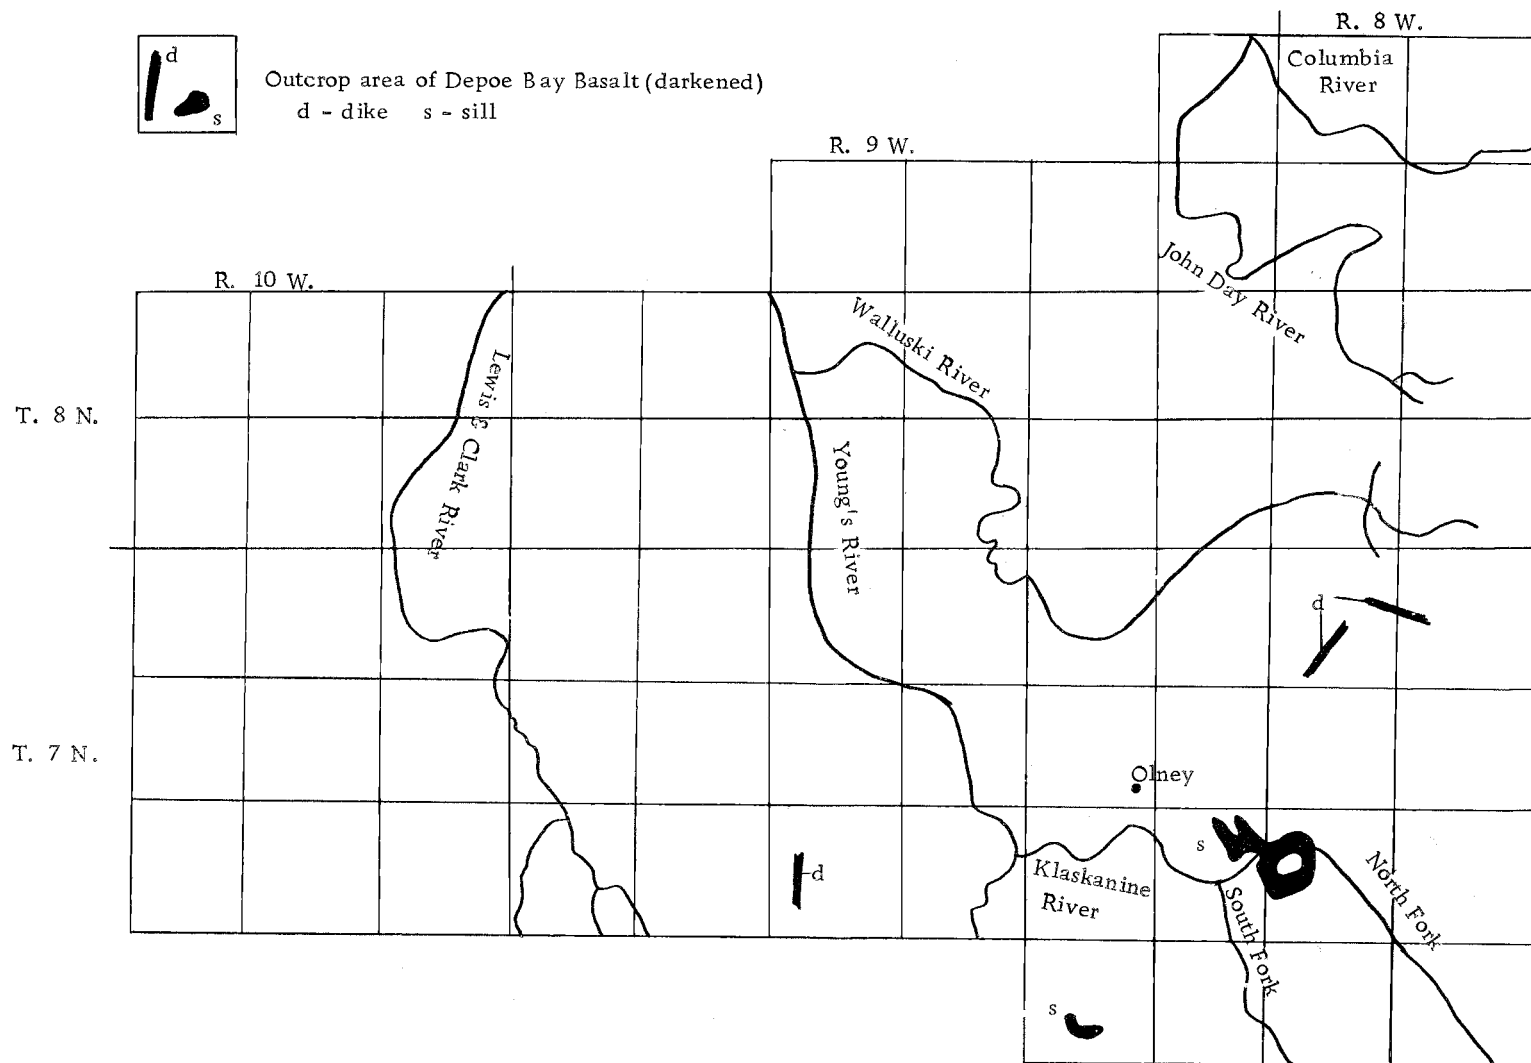 R. 8 W.
d
Columbia
River
Outcrop area of Depoe Bay Basalt (darkened)
d - dike s - sill
s
R. 9 W.
John Day River
R. 10 W.
Walluski River
Lewis & Clark River
T. 8 N.
Young's River
d
T. 7 N.
Olney
s
d
Klaskanine
River
North Fork
South Fork
s